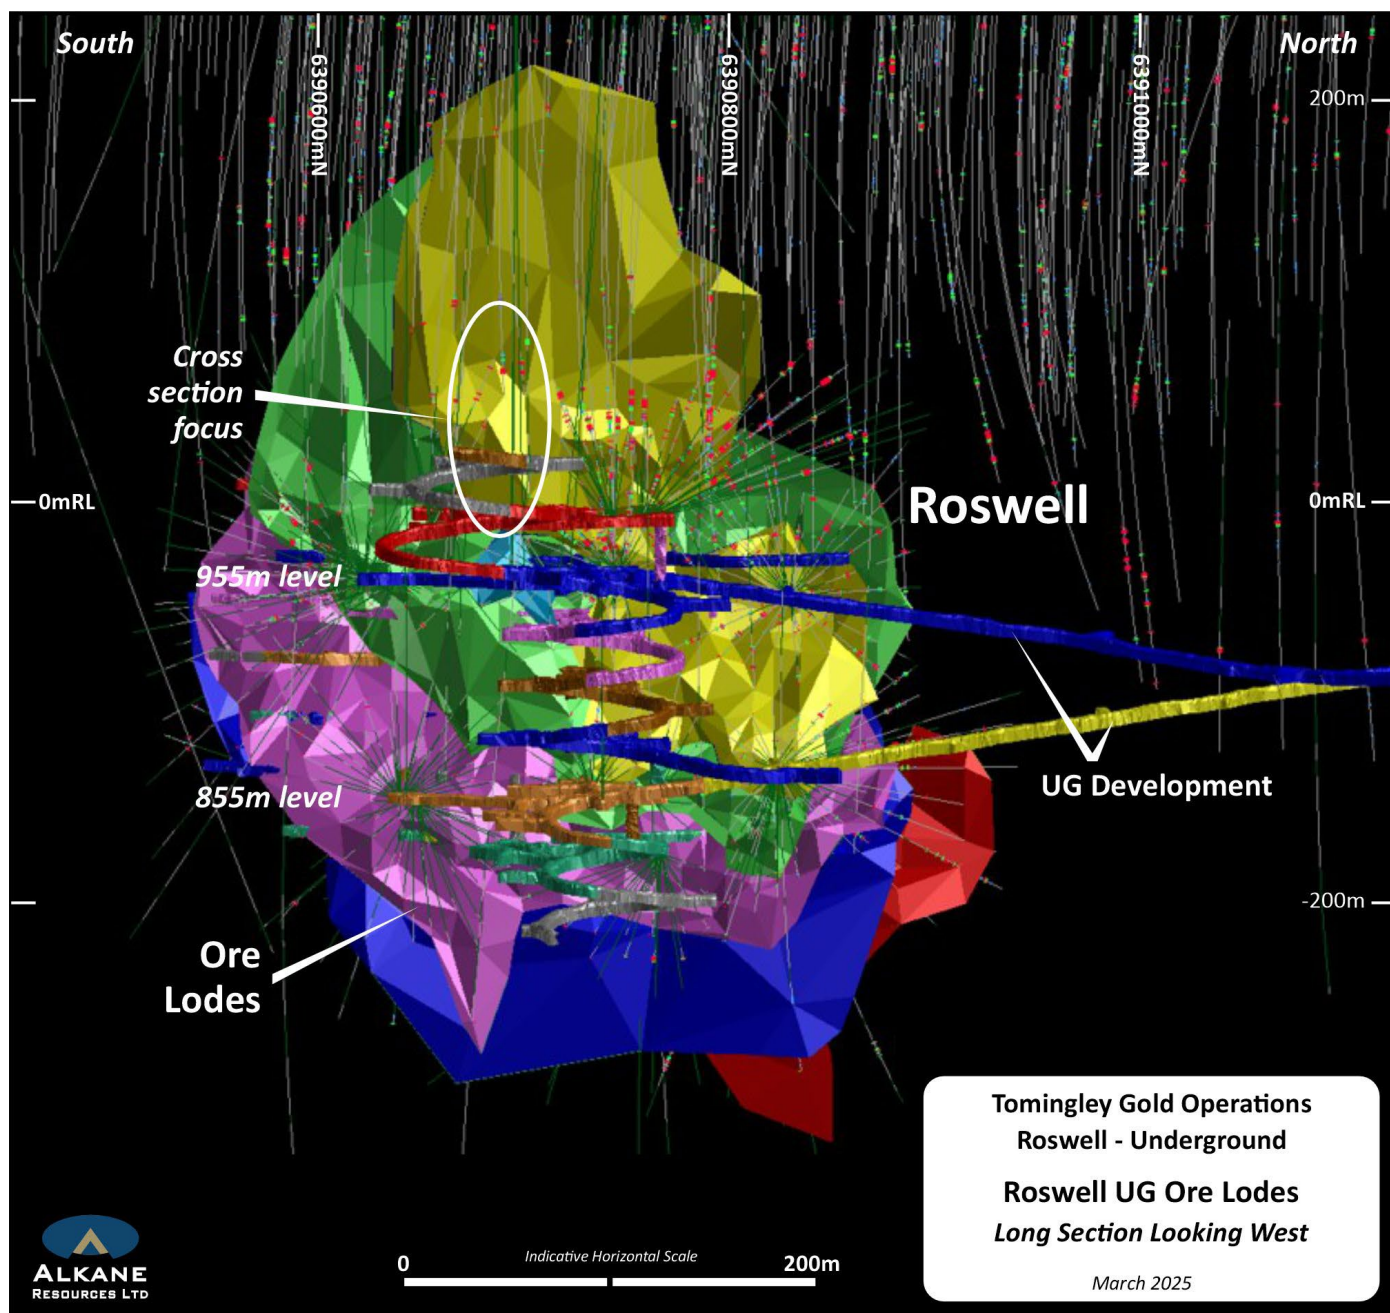 South
North
6390600mN
6390800mN
6391000mN
200m
Cross
section
focus
0mRL
Roswell
0mRL
955m level
UG Development
855m level
-200m
Ore
Lodes
Tomingley Gold Operations
Roswell - Underground
Roswell UG Ore Lodes
Long Section Looking West
March 2025
Indicative Horizontal Scale
0
200m
ALKANE
RESOURCES LTD